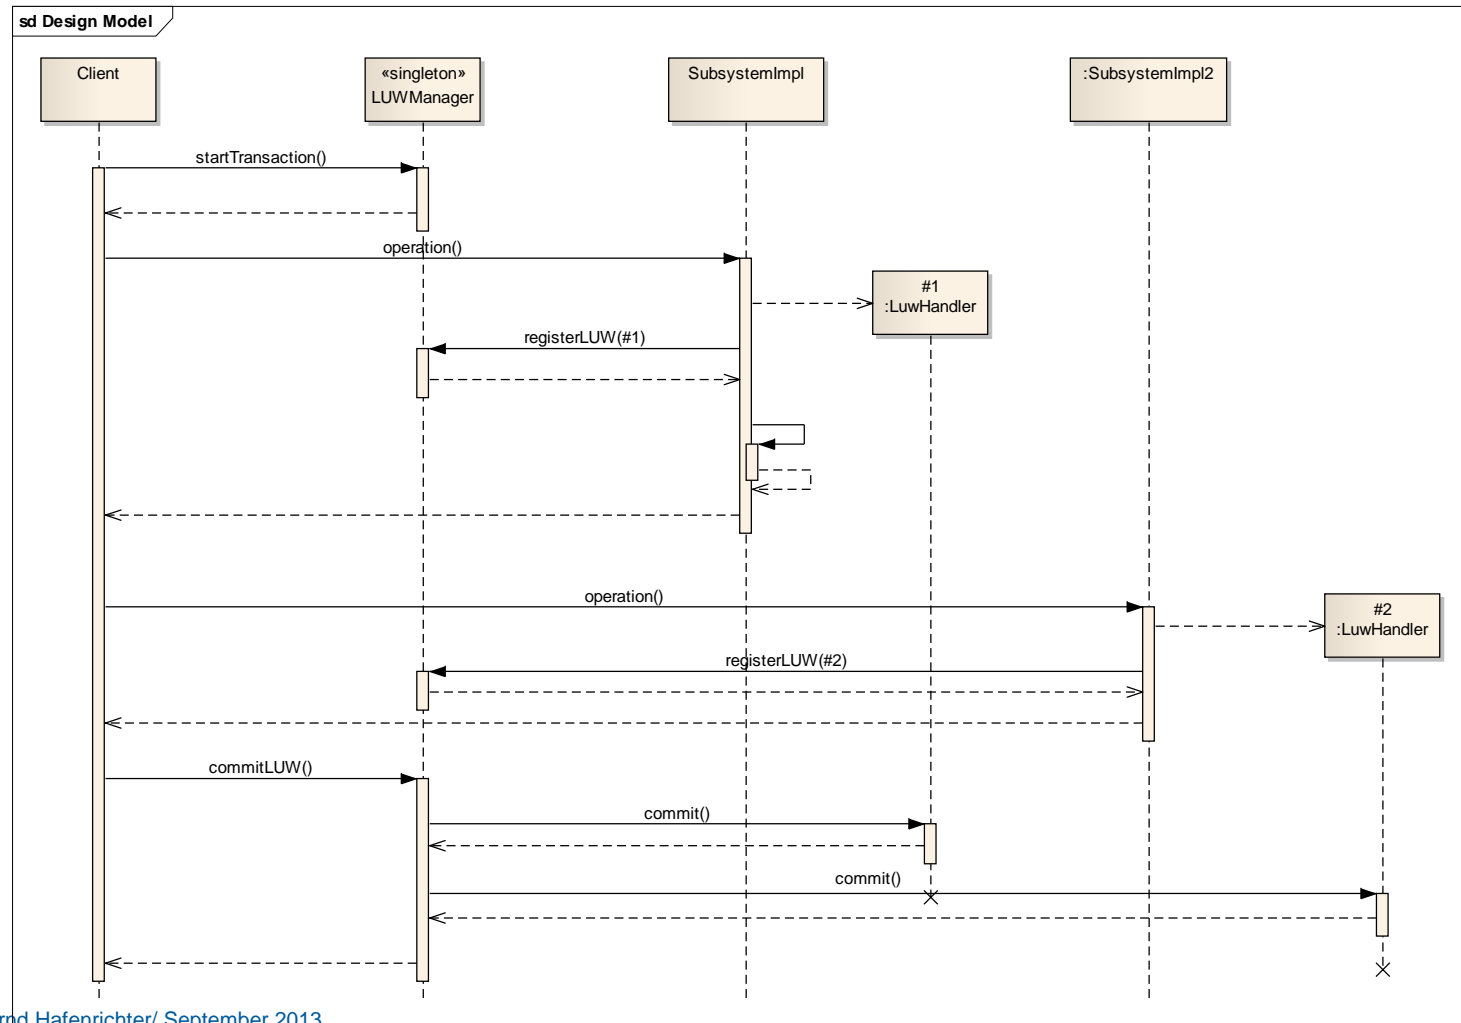 sd Design Model
Client
«singleton»
LUWManager
SubsystemImpl
:SubsystemImpl2
startTransaction()
operation()
#1
:LuwHandler
registerLUW(#1)
operation()
#2
:LuwHandler
registerLUW(#2)
commitLUW()
commit()
commit()
Hafenrichter/ September 2013